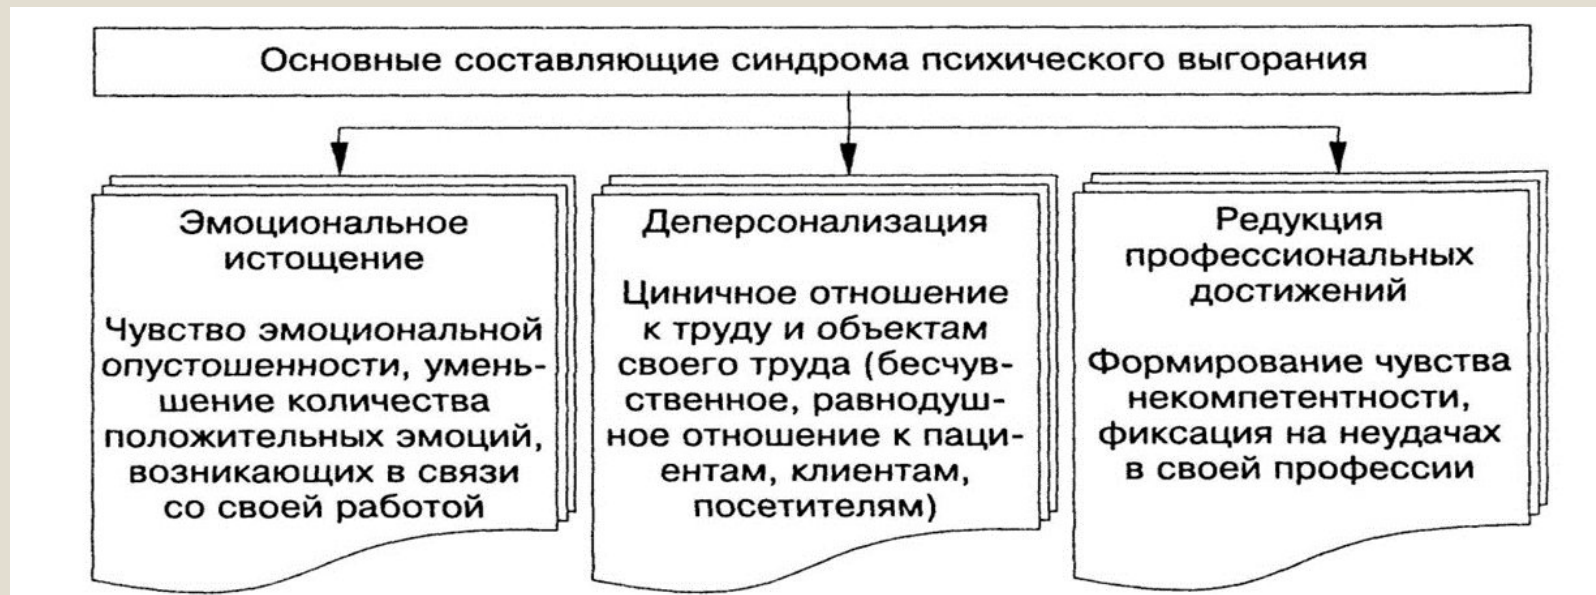 Основные составляющие синдрома психического выгорания
Эмоциональное
истощение
Чувство эмоциональной
опустошенности, умень-
шение количества
положительных эмоций,
возникающих в связи
со своей работой
Деперсонализация
Циничное отношение
к труду и объектам
своего труда (бесчув-
ственное, равнодуш-
ное отношение к паци-
ентам, клиентам,
посетителям)
Редукция
профессиональных
достижений
Формирование чувства
некомпетентности,
фиксация на неудачах
в своей профессии